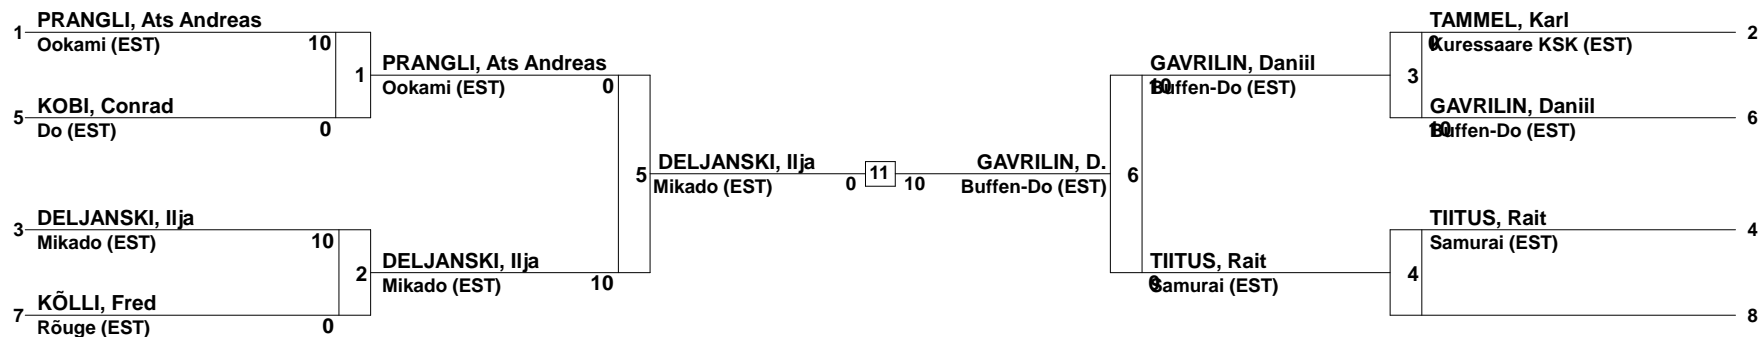 1
PRANGLI, Ats Andreas
Ookami (EST)
10
5
KOBI, Conrad
Do (EST)
0
1
PRANGLI, Ats Andreas
Ookami (EST)
0
3
DELJANSKI, Ilja
Mikado (EST)
10
7
KÕLLI, Fred
Rõuge (EST)
0
2
DELJANSKI, Ilja
Mikado (EST)
10
5
DELJANSKI, Ilja
Mikado (EST)
0
11
10
GAVRILIN, D.
Buffen-Do (EST)
6
GAVRILIN, Daniil
10
Buffen-Do (EST)
TIITUS, Rait
0
Samurai (EST)
3
TAMMEL, Karl
0
Kuressaare KSK (EST)
2
GAVRILIN, Daniil
10
Buffen-Do (EST)
6
4
TIITUS, Rait
Samurai (EST)
4
8